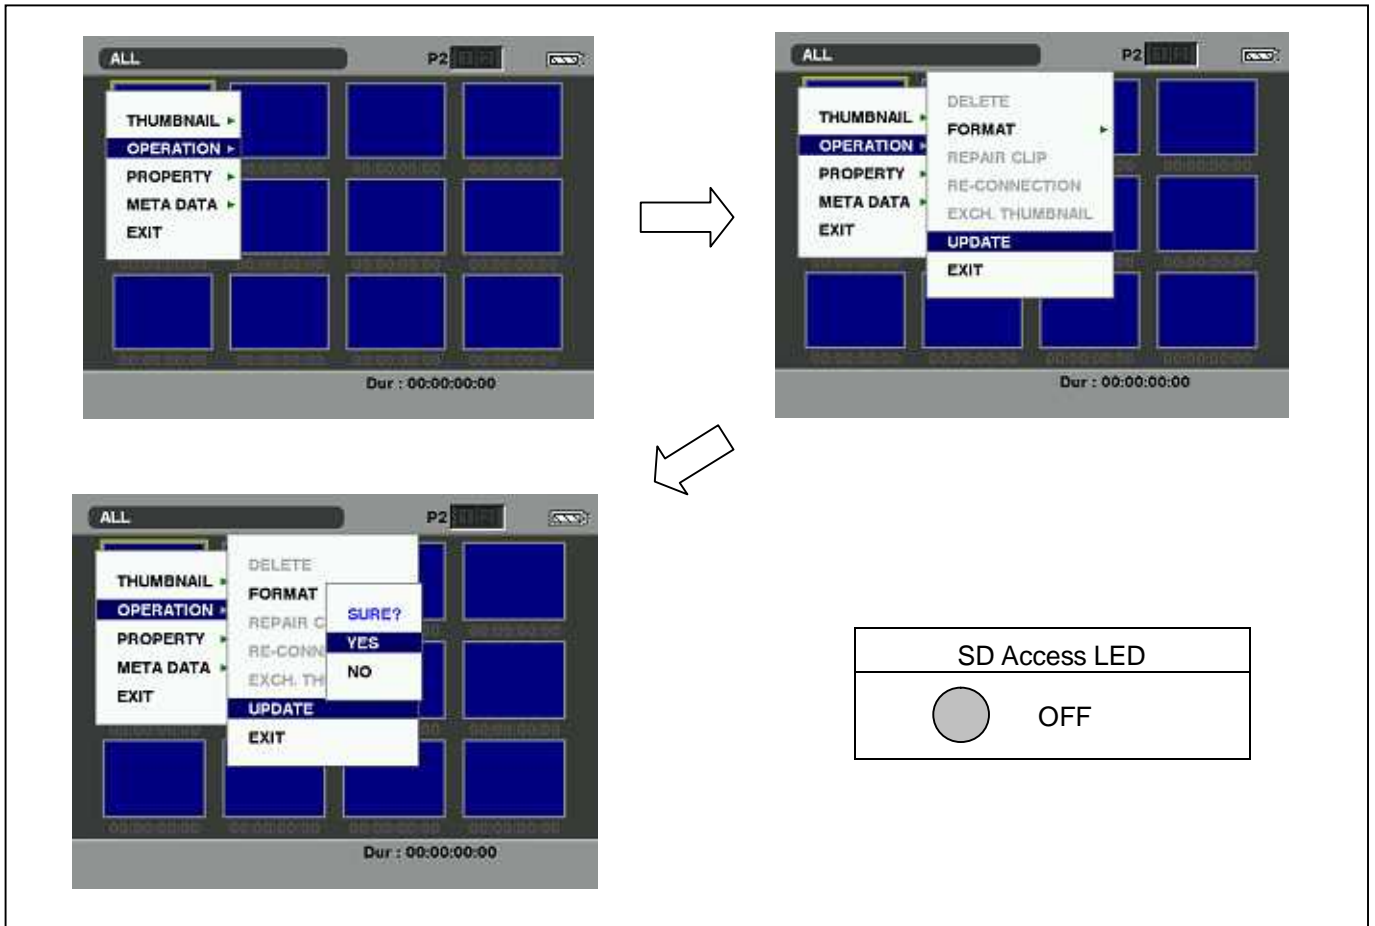 ALL
P2
THUMBNAIL
OPERATION
PROPERTY
META DATA
EXIT
Dur : 00:00:00:00
ALL
P2
THUMBNAIL
OPERATION
PROPERTY
META DATA
EXIT
DELETE
FORMAT
REPAIR CLIP
RE-CONNECTION
EXCH. THUMBNAIL
UPDATE
EXIT
Dur : 00:00:00:00
ALL
P2
THUMBNAIL
OPERATION
PROPERTY
META DATA
EXIT
DELETE
FORMAT
REPAIR C
RE-CONN
EXCH. TH
UPDATE
EXIT
SURE?
YES
NO
Dur : 00:00:00:00
SD Access LED
OFF